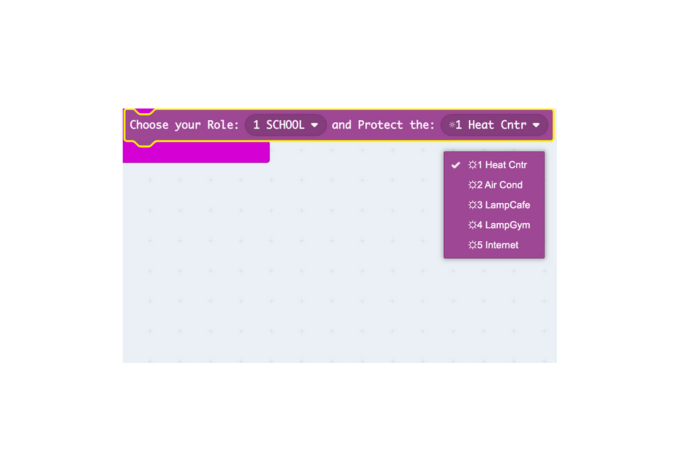 Choose your Role: 1 SCHOOL and Protect the: ☼1 Heat Cntr
☼1 Heat Cntr
☼2 Air Cond
☼3 LampCafe
☼4 LampGym
☼5 Internet